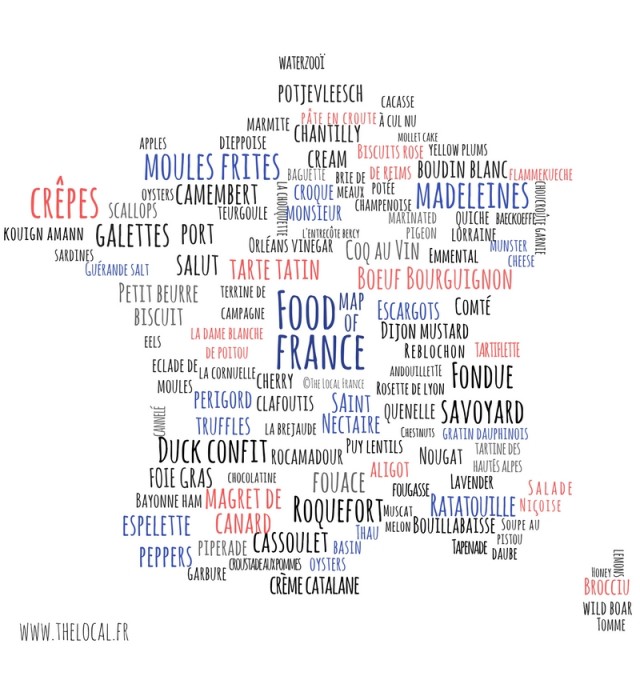 WATERZOOÏ
POTJEVLEESCH
CACASSE
À CUL NU
MARMITE
PÂTE EN CROUTE
CHANTILLY
MOLLET CAKE
APPLES
DIEPPOISE
BISCUITS ROSE
DE REIMS
YELLOW PLUMS
MOULES FRITES
CREAM
BAGUETTE
BRIE DE
MEAUX
BOUDIN BLANC
FLAMMEKUECHE
CRÊPES
OYSTERS
CAMEMBERT
LA CHOUQUETTE
CROQUE
MONSIEUR
POTÉE
CHAMPENOISE
MADELEINES
CHOUCROÛTE GARNIE
SCALLOPS
TEURGOULE
MARINATED
PIGEON
QUICHE
LORRAINE
BAECKOEFFE
KOUIGN AMANN
GALETTES
PORT
SALUT
L'ENTRECÔTE BERCY
ORLÉANS VINEGAR
COQ AU VIN
EMMENTAL
MUNSTER
CHEESE
SARDINES
GUÉRANDE SALT
TARTE TATIN
BOEUF BOURGUIGNON
PETIT BEURRE
BISCUIT
TERRINE DE
CAMPAGNE
FOOD
MAP
OF
FRANCE
ESCARGOTS
COMTÉ
DIJON MUSTARD
LA DAME BLANCHE
DE POITOU
EELS
REBLOCHON
TARTIFLETTE
ECLADE DE
MOULES
LA CORNUELLE
CHERRY
CLAFOUTIS
©THE LOCAL FRANCE
ANDOUILLETTE
ROSETTE DE LYON
FONDUE
SAVOYARD
CANNELÉ
PERIGORD
TRUFFLES
LA BREJAUDE
SAINT
NECTAIRE
QUENELLE
CHESTNUTS
GRATIN DAUPHINOIS
DUCK CONFIT
ROCAMADOUR
PUY LENTILS
NOUGAT
TARTINE DES
HAUTÉS ALPES
FOIE GRAS
CHOCOLATINE
FOUACE
ALIGOT
FOUGASSE
LAVENDER
SALADE
NIÇOISE
BAYONNE HAM
MAGRET DE
CANARD
ROQUEFORT
MUSCAT
MELON
RATATOUILLE
BOUILLABAISSE
SOUPE AU
PISTOU
ESPELETTE
PEPPERS
PIPERADE
CASSOULET
THAU
BASIN
OYSTERS
TAPENADE
DAUBE
GARBURE
CROUSTADE AUX POMMES
CRÈME CATALANE
LEMONS
HONEY
BROCCIU
WILD BOAR
TOMME
WWW.THELOCAL.FR